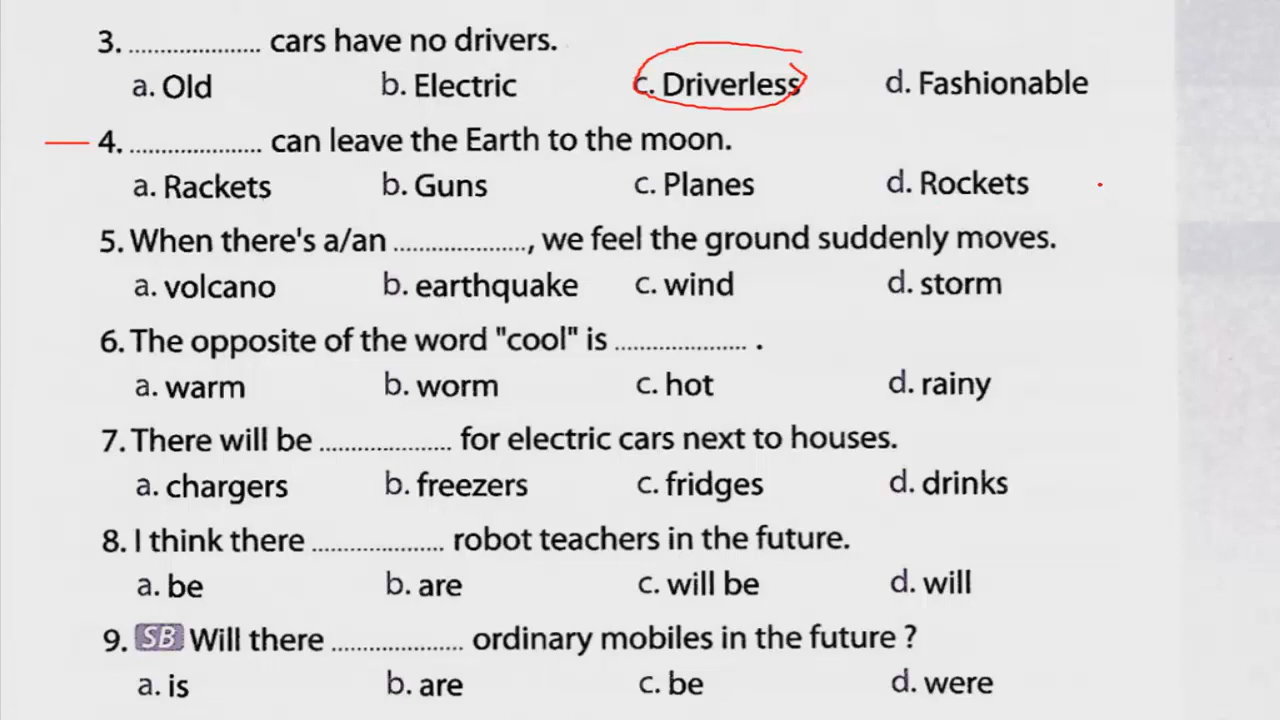 3. ..................... cars have no drivers.
a. Old b. Electric c. Driverless d. Fashionable
4. ..................... can leave the Earth to the moon.
a. Rackets b. Guns c. Planes d. Rockets
5. When there's a/an ....................., we feel the ground suddenly moves.
a. volcano b. earthquake c. wind d. storm
6. The opposite of the word "cool" is ..................... .
a. warm b. worm c. hot d. rainy
7. There will be ..................... for electric cars next to houses.
a. chargers b. freezers c. fridges d. drinks
8. I think there ..................... robot teachers in the future.
a. be b. are c. will be d. will
9. SB Will there ..................... ordinary mobiles in the future ?
a. is b. are c. be d. were